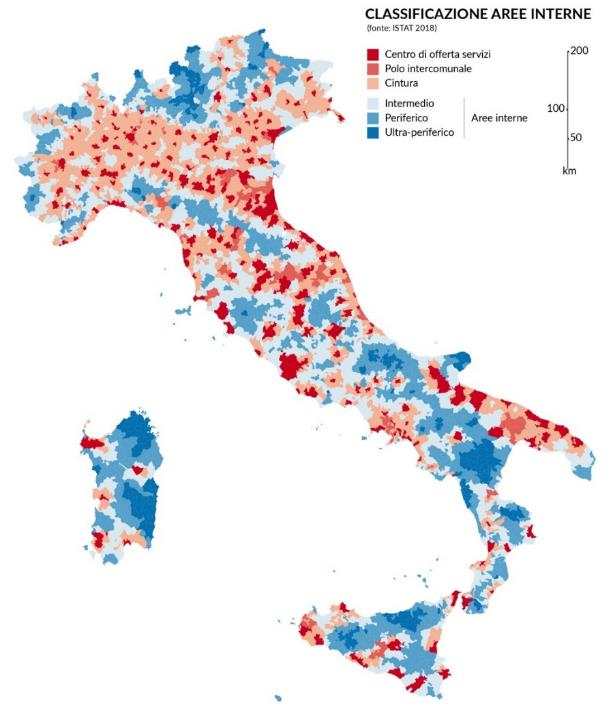 CLASSIFICAZIONE AREE INTERNE
(fonte: ISTAT 2018)
Centro di offerta servizi
Polo intercomunale
Cintura
Intermedio
Periferico
Ultra-periferico
Aree interne
200
100
50
km